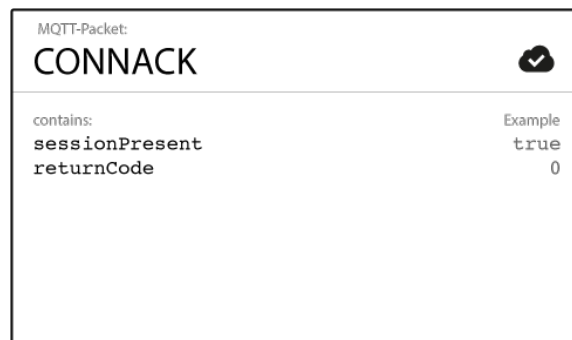 MQTT-Packet:
CONNACK
contains: Example
sessionPresent true
returnCode 0